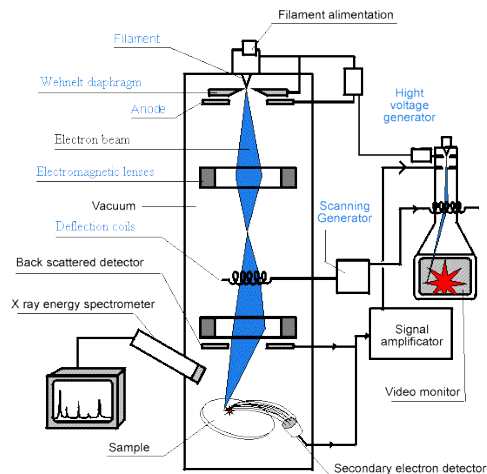 Filament alimentation
Filament
Wehnelt diaphragm
Anode
Hight
voltage
generator
Electron beam
Electromagnetic lenses
Vacuum
Scanning
Generator
Deflection coils
Back scattered detector
X ray energy spectrometer
Signal
amplificator
Video monitor
Sample
Secondary electron detector